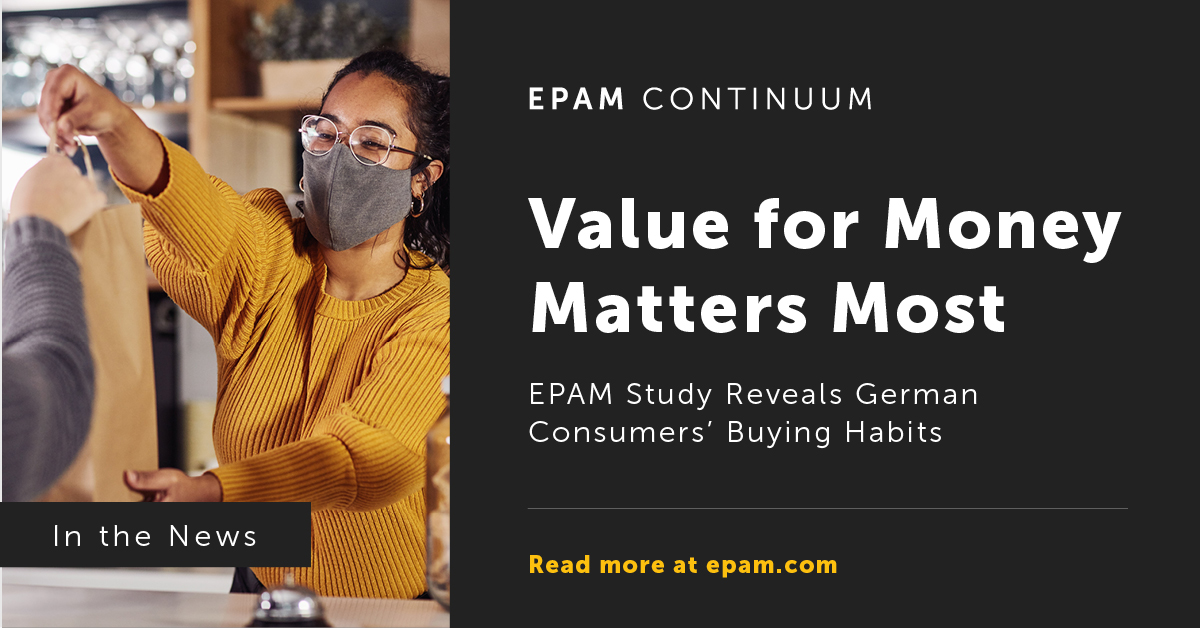 EPAM CONTINUUM
Value for Money
Matters Most
EPAM Study Reveals German
Consumers’ Buying Habits
In the News
Read more at epam.com